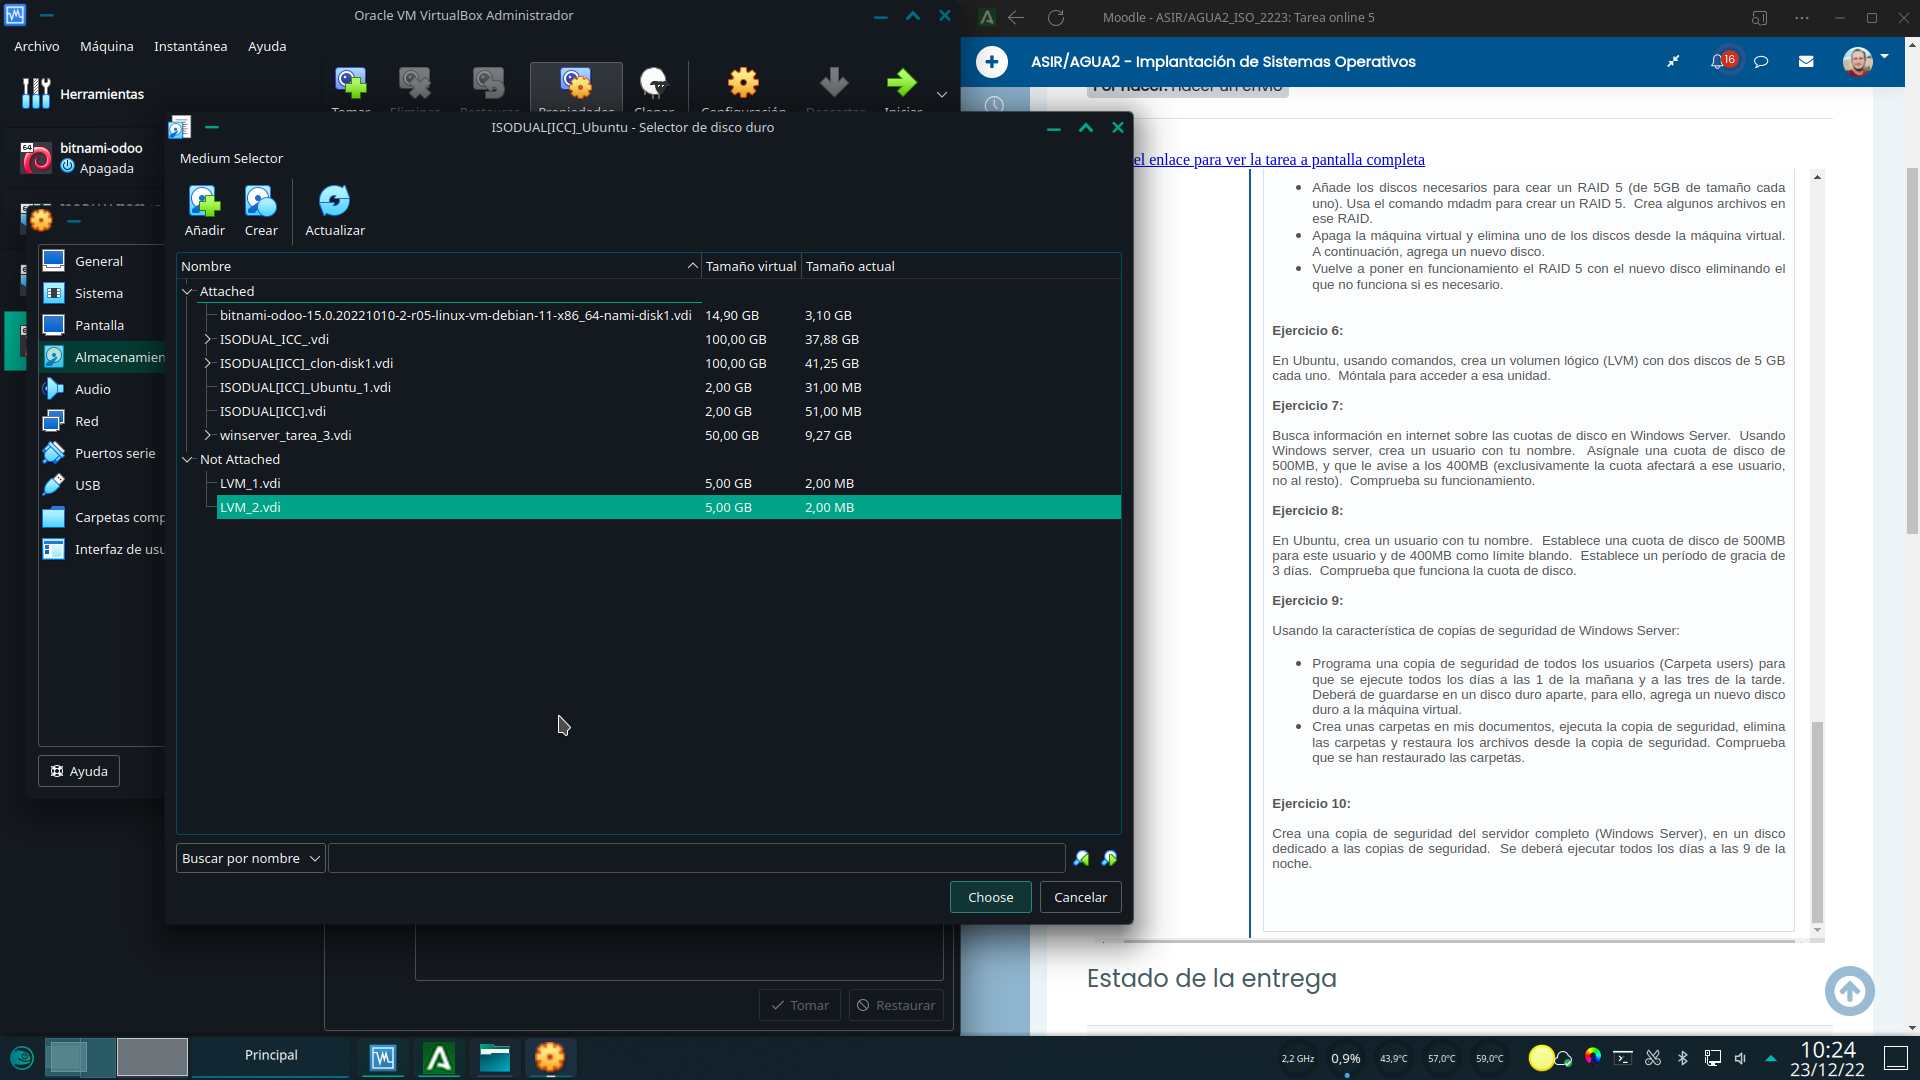 Oracle VM VirtualBox Administrador
Archivo Máquina Instantánea Ayuda
Herramientas
bitnami-odoo
Apagada
ISODUAL[ICC]_Ubuntu - Selector de disco duro
Medium Selector
Añadir Crear Actualizar
Nombre Tamaño virtual Tamaño actual
Attached
bitnami-odoo-15.0.20221010-2-r05-linux-vm-debian-11-x86_64-nami-disk1.vdi 14,90 GB 3,10 GB
ISODUAL_ICC_.vdi 100,00 GB 37,88 GB
ISODUAL[ICC]_clon-disk1.vdi 100,00 GB 41,25 GB
ISODUAL[ICC]_Ubuntu_1.vdi 2,00 GB 31,00 MB
ISODUAL[ICC].vdi 2,00 GB 51,00 MB
winserver_tarea_3.vdi 50,00 GB 9,27 GB
Not Attached
LVM_1.vdi 5,00 GB 2,00 MB
LVM_2.vdi 5,00 GB 2,00 MB
Buscar por nombre
Choose Cancelar
General
Sistema
Pantalla
Almacenamien
Audio
Red
Puertos serie
USB
Carpetas comp
Interfaz de usu
Ayuda
Tomar Restaurar
Moodle - ASIR/AGUA2_ISO_2223: Tarea online 5
ASIR/AGUA2 - Implantación de Sistemas Operativos
16
Por hacer: Hacer un envío
el enlace para ver la tarea a pantalla completa
Añade los discos necesarios para cear un RAID 5 (de 5GB de tamaño cada
uno). Usa el comando mdadm para crear un RAID 5. Crea algunos archivos en
ese RAID.
Apaga la máquina virtual y elimina uno de los discos desde la máquina virtual.
A continuación, agrega un nuevo disco.
Vuelve a poner en funcionamiento el RAID 5 con el nuevo disco eliminando el
que no funciona si es necesario.
Ejercicio 6:
En Ubuntu, usando comandos, crea un volumen lógico (LVM) con dos discos de 5 GB
cada uno. Móntala para acceder a esa unidad.
Ejercicio 7:
Busca información en internet sobre las cuotas de disco en Windows Server. Usando
Windows server, crea un usuario con tu nombre. Asígnale una cuota de disco de
500MB, y que le avise a los 400MB (exclusivamente la cuota afectará a ese usuario,
no al resto). Comprueba su funcionamiento.
Ejercicio 8:
En Ubuntu, crea un usuario con tu nombre. Establece una cuota de disco de 500MB
para este usuario y de 400MB como límite blando. Establece un período de gracia de
3 días. Comprueba que funciona la cuota de disco.
Ejercicio 9:
Usando la característica de copias de seguridad de Windows Server:
Programa una copia de seguridad de todos los usuarios (Carpeta users) para
que se ejecute todos los días a las 1 de la mañana y a las tres de la tarde.
Deberá de guardarse en un disco duro aparte, para ello, agrega un nuevo disco
duro a la máquina virtual.
Crea unas carpetas en mis documentos, ejecuta la copia de seguridad, elimina
las carpetas y restaura los archivos desde la copia de seguridad. Comprueba
que se han restaurado las carpetas.
Ejercicio 10:
Crea una copia de seguridad del servidor completo (Windows Server), en un disco
dedicado a las copias de seguridad. Se deberá ejecutar todos los días a las 9 de la
noche.
Estado de la entrega
Principal
2,2 GHz 0,9% 43,9°C 57,0°C 59,0°C
10:24
23/12/22